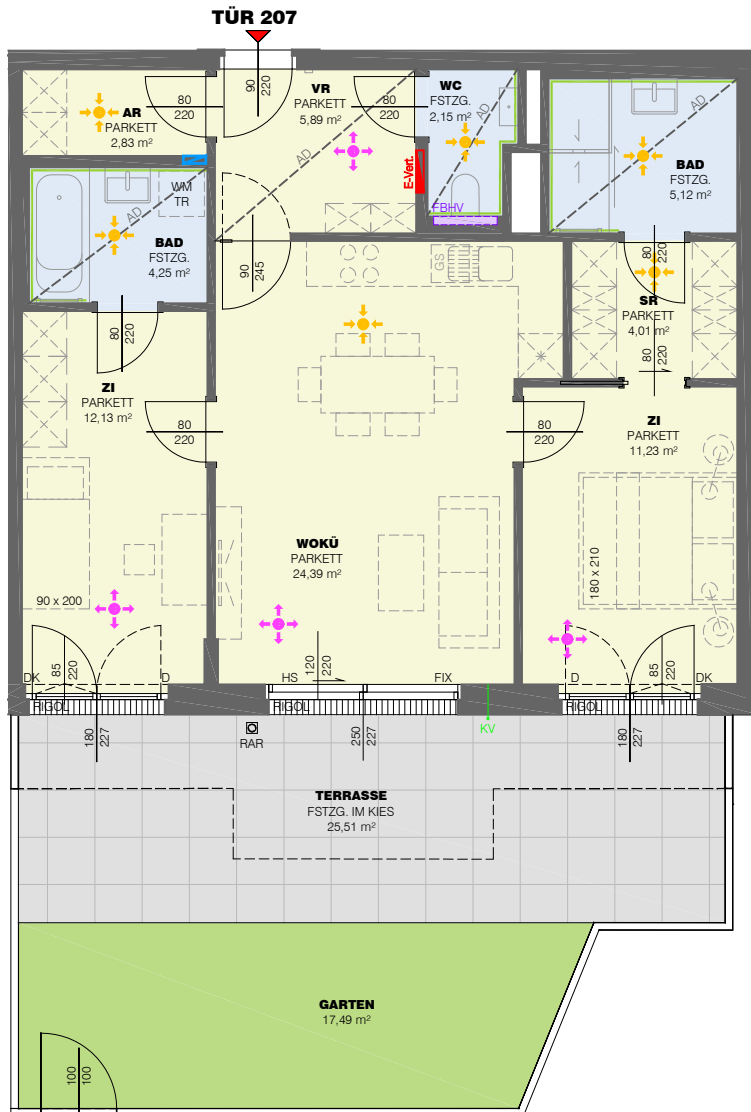 TÜR 207
AR
PARKETT
2,83 m²
80
220
90
220
VR
PARKETT
5,89 m²
AD
80
220
WC
FSTZG.
2,15 m²
AD
E-Vert.
FBHV
AD
BAD
FSTZG.
5,12 m²
WM
TR
AD
BAD
FSTZG.
4,25 m²
80
220
90
245
GS
80
220
SR
PARKETT
4,01 m²
80
220
ZI
PARKETT
12,13 m²
80
220
80
220
ZI
PARKETT
11,23 m²
WOKÜ
PARKETT
24,39 m²
180 x 210
90 x 200
DK
85
220
D
HS
120
220
FIX
D
85
220
DK
RIGOL
RIGOL
RIGOL
180
227
RAR
250
227
KV
180
227
TERRASSE
FSTZG. IM KIES
25,51 m²
GARTEN
17,49 m²
100
100